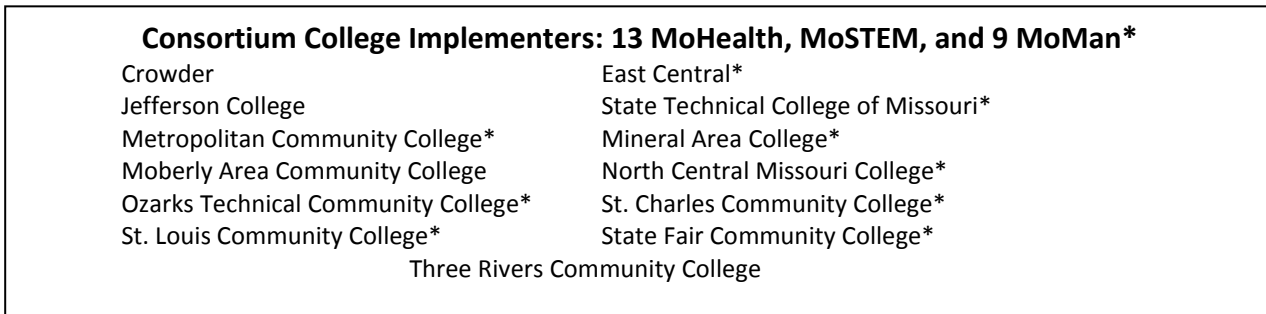 Consortium College Implementers: 13 MoHealth, MoSTEM, and 9 MoMan*
Crowder East Central*
Jefferson College State Technical College of Missouri*
Metropolitan Community College* Mineral Area College*
Moberly Area Community College North Central Missouri College*
Ozarks Technical Community College* St. Charles Community College*
St. Louis Community College* State Fair Community College*
Three Rivers Community College